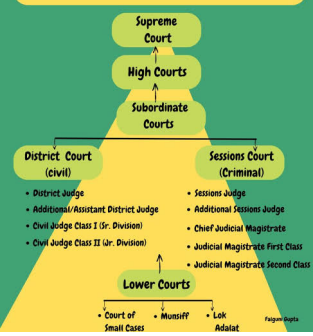 Supreme
Court
High Courts
Subordinate
Courts
District Court
(civil)
• District Judge
• Additional/Assistant District Judge
• Civil Judge Class I (Sr. Division)
• Civil Judge Class II (Jr. Division)
Sessions Court
(Criminal)
• Sessions Judge
• Additional Sessions Judge
• Chief Judicial Magistrate
• Judicial Magistrate First Class
• Judicial Magistrate Second Class
Lower Courts
• Court of
Small Cases
• Munsiff
• Lok
Adalat
Falguni Gupta